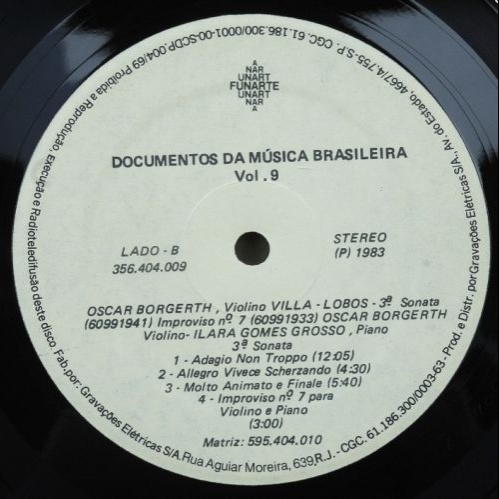 A
NAR
UNART
FUNARTE
UNART
NAR
A
DOCUMENTOS DA MÚSICA BRASILEIRA
Vol . 9
LADO - B
356.404.009
STEREO
(P) 1983
OSCAR BORGERTH , Violino VILLA - LOBOS - 3ª Sonata
(60991941) Improviso nº 7 (60991933) OSCAR BORGERTH
Violino- ILARA GOMES GROSSO , Piano
3ª Sonata
1 - Adagio Non Troppo (12:05)
2 - Allegro Vivece Scherzando (4:30)
3 - Molto Animato e Finale (5:40)
4 - Improviso nº 7 para
Violino e Piano
(3:00)
Matriz: 595.404.010
Fab.por: Gravações Elétricas S/A Rua Aguiar Moreira, 639,R.J.- CGC. 61.186.300/0003-63- Prod. e Distr. por Gravações Elétricas S/A., Av. do Estado, 4667/4.755-S.P. CGC. 61.186.300/0001-00-SCDP.004/69 Proibida a Reprodução, Execução e Radioteledifusão deste disco.